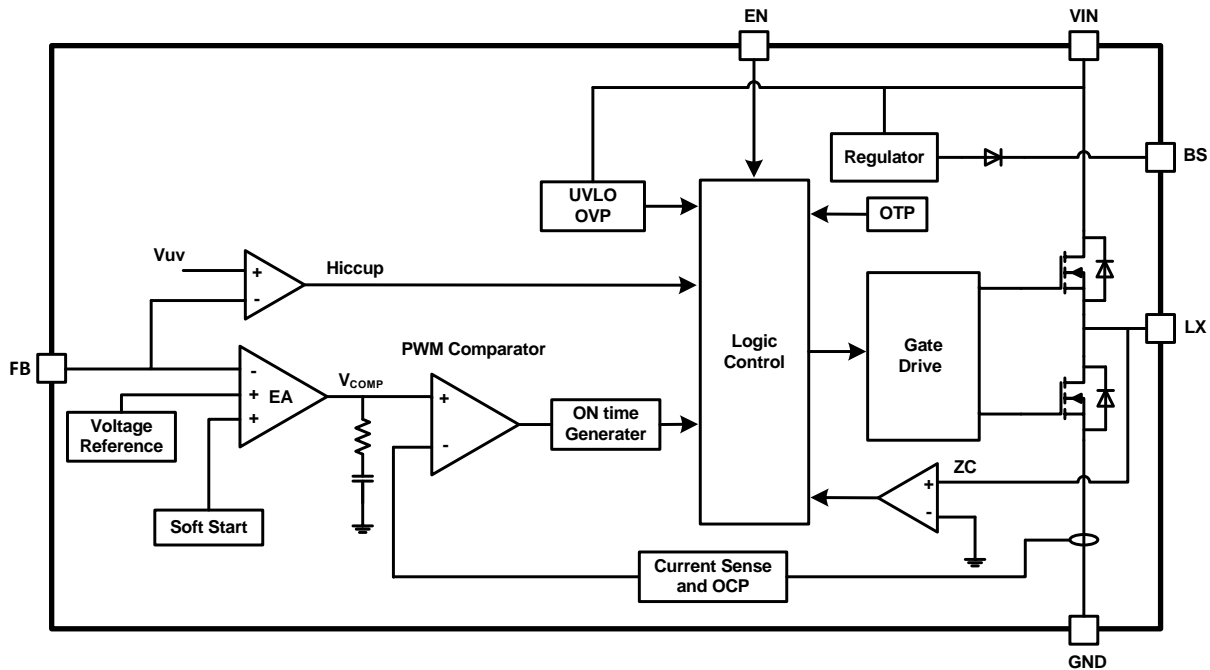 EN
VIN
Regulator
BS
UVLO
OVP
OTP
Vuv
+
-
Hiccup
Logic
Control
Gate
Drive
LX
FB
PWM Comparator
-
+
+
EA
VCOMP
+
-
ON time
Generater
Voltage
Reference
Soft Start
ZC
+
-
Current Sense
and OCP
GND